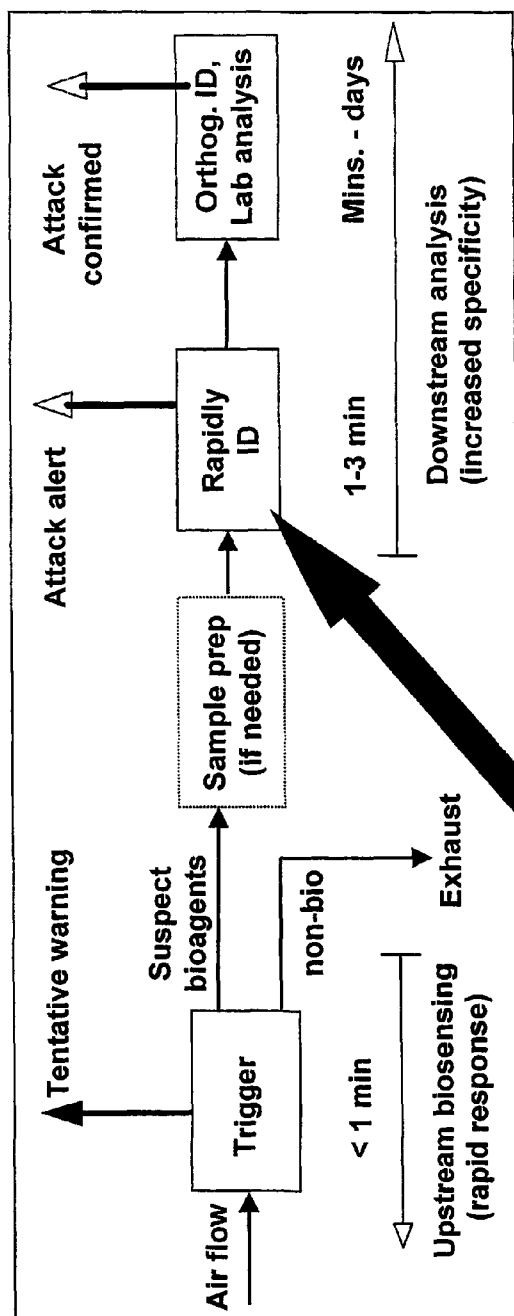 Tentative warning
Attack alert
Attack
confirmed
Air flow
Trigger
Suspect
bioagents
non-bio
Exhaust
Sample prep
(if needed)
Rapidly
ID
Orthog. ID,
Lab analysis
< 1 min
1-3 min
Mins. - days
Upstream biosensing
(rapid response)
Downstream analysis
(increased specificity)